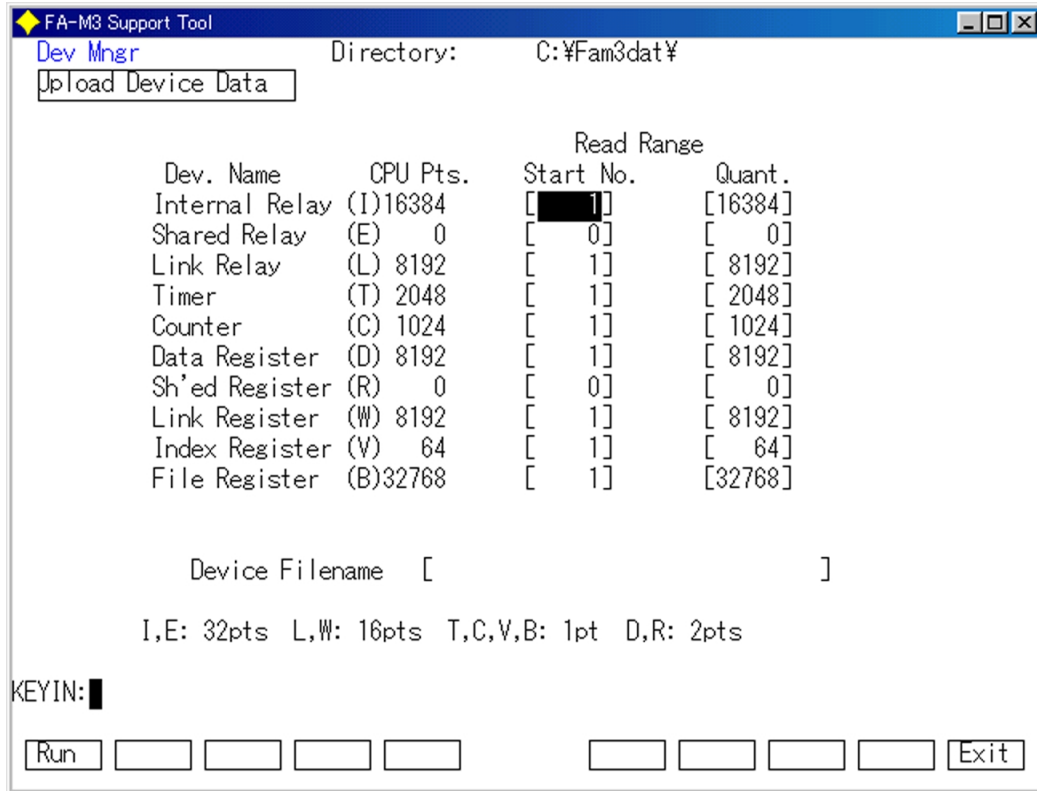 FA-M3 Support Tool
Dev Mngr Directory: C:¥Fam3dat¥
Upload Device Data
Read Range
Dev. Name CPU Pts. Start No. Quant.
Internal Relay (I)16384 [ 1] [16384]
Shared Relay (E) 0 [ 0] [ 0]
Link Relay (L) 8192 [ 1] [ 8192]
Timer (T) 2048 [ 1] [ 2048]
Counter (C) 1024 [ 1] [ 1024]
Data Register (D) 8192 [ 1] [ 8192]
Sh'ed Register (R) 0 [ 0] [ 0]
Link Register (W) 8192 [ 1] [ 8192]
Index Register (V) 64 [ 1] [ 64]
File Register (B)32768 [ 1] [32768]
Device Filename [ ]
I,E: 32pts L,W: 16pts T,C,V,B: 1pt D,R: 2pts
KEYIN:
Run Exit